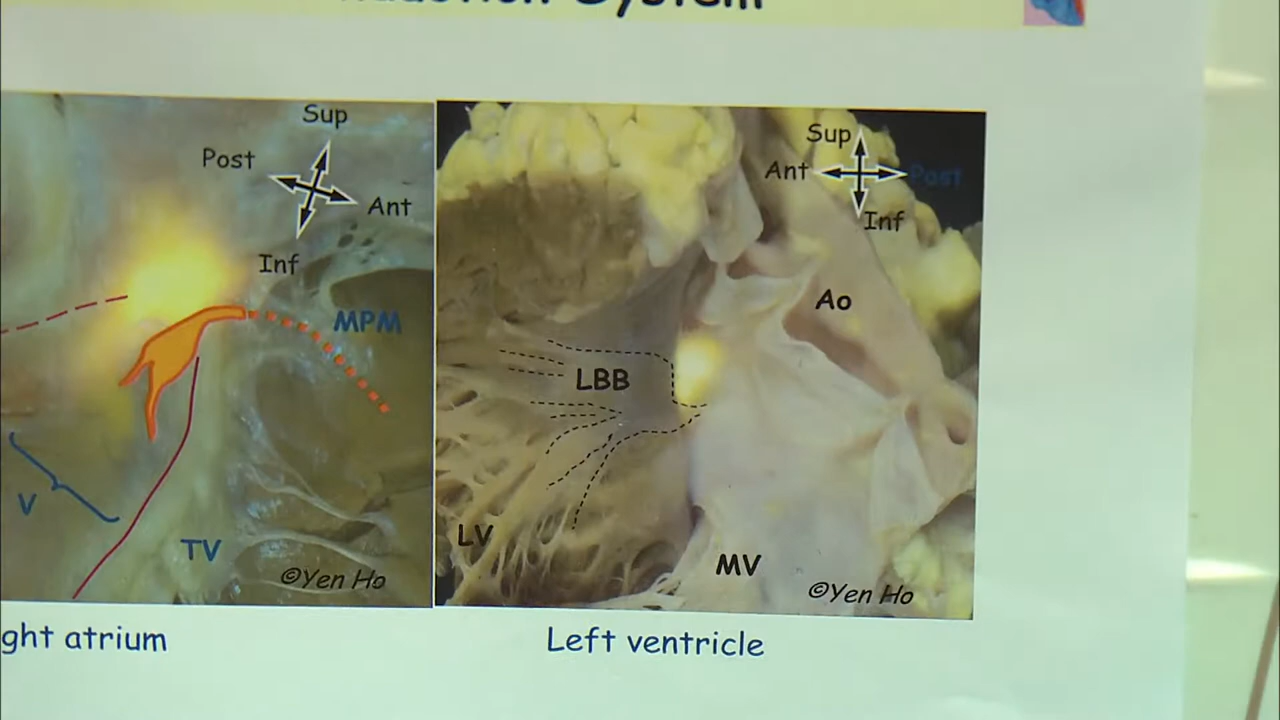 System
Sup
Post
Ant
Inf
MPM
V
TV
©Yen Ho
Sup
Ant
Post
Inf
Ao
LBB
LV
MV
©Yen Ho
ght atrium
Left ventricle